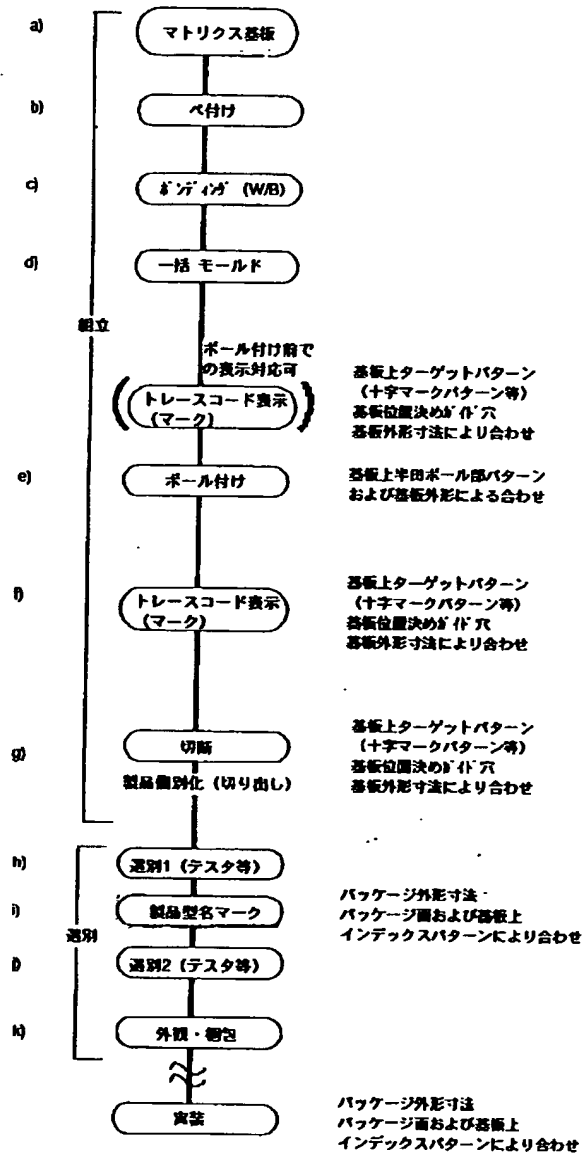 a)
マトリクス基板
b)
ペ付け
c)
ボンディング (W/B)
d)
一括 モールド
組立
ボール付け前で
の表示対応可
トレースコード表示
(マーク)
基板上ターゲットパターン
(十字マークパターン等)
基板位置決めガイド穴
基板外形寸法により合わせ
e)
ボール付け
基板上半田ボール部パターン
および基板外形による合わせ
f)
トレースコード表示
(マーク)
基板上ターゲットパターン
(十字マークパターン等)
基板位置決めガイド穴
基板外形寸法により合わせ
g)
切断
製品個別化 (切り出し)
基板上ターゲットパターン
(十字マークパターン等)
基板位置決めガイド穴
基板外形寸法により合わせ
h)
選別1 (テスタ等)
i)
製品型名マーク
パッケージ外形寸法
パッケージ面および基板上
インデックスパターンにより合わせ
選別
j)
選別2 (テスタ等)
k)
外観・梱包
実装
パッケージ外形寸法
パッケージ面および基板上
インデックスパターンにより合わせ